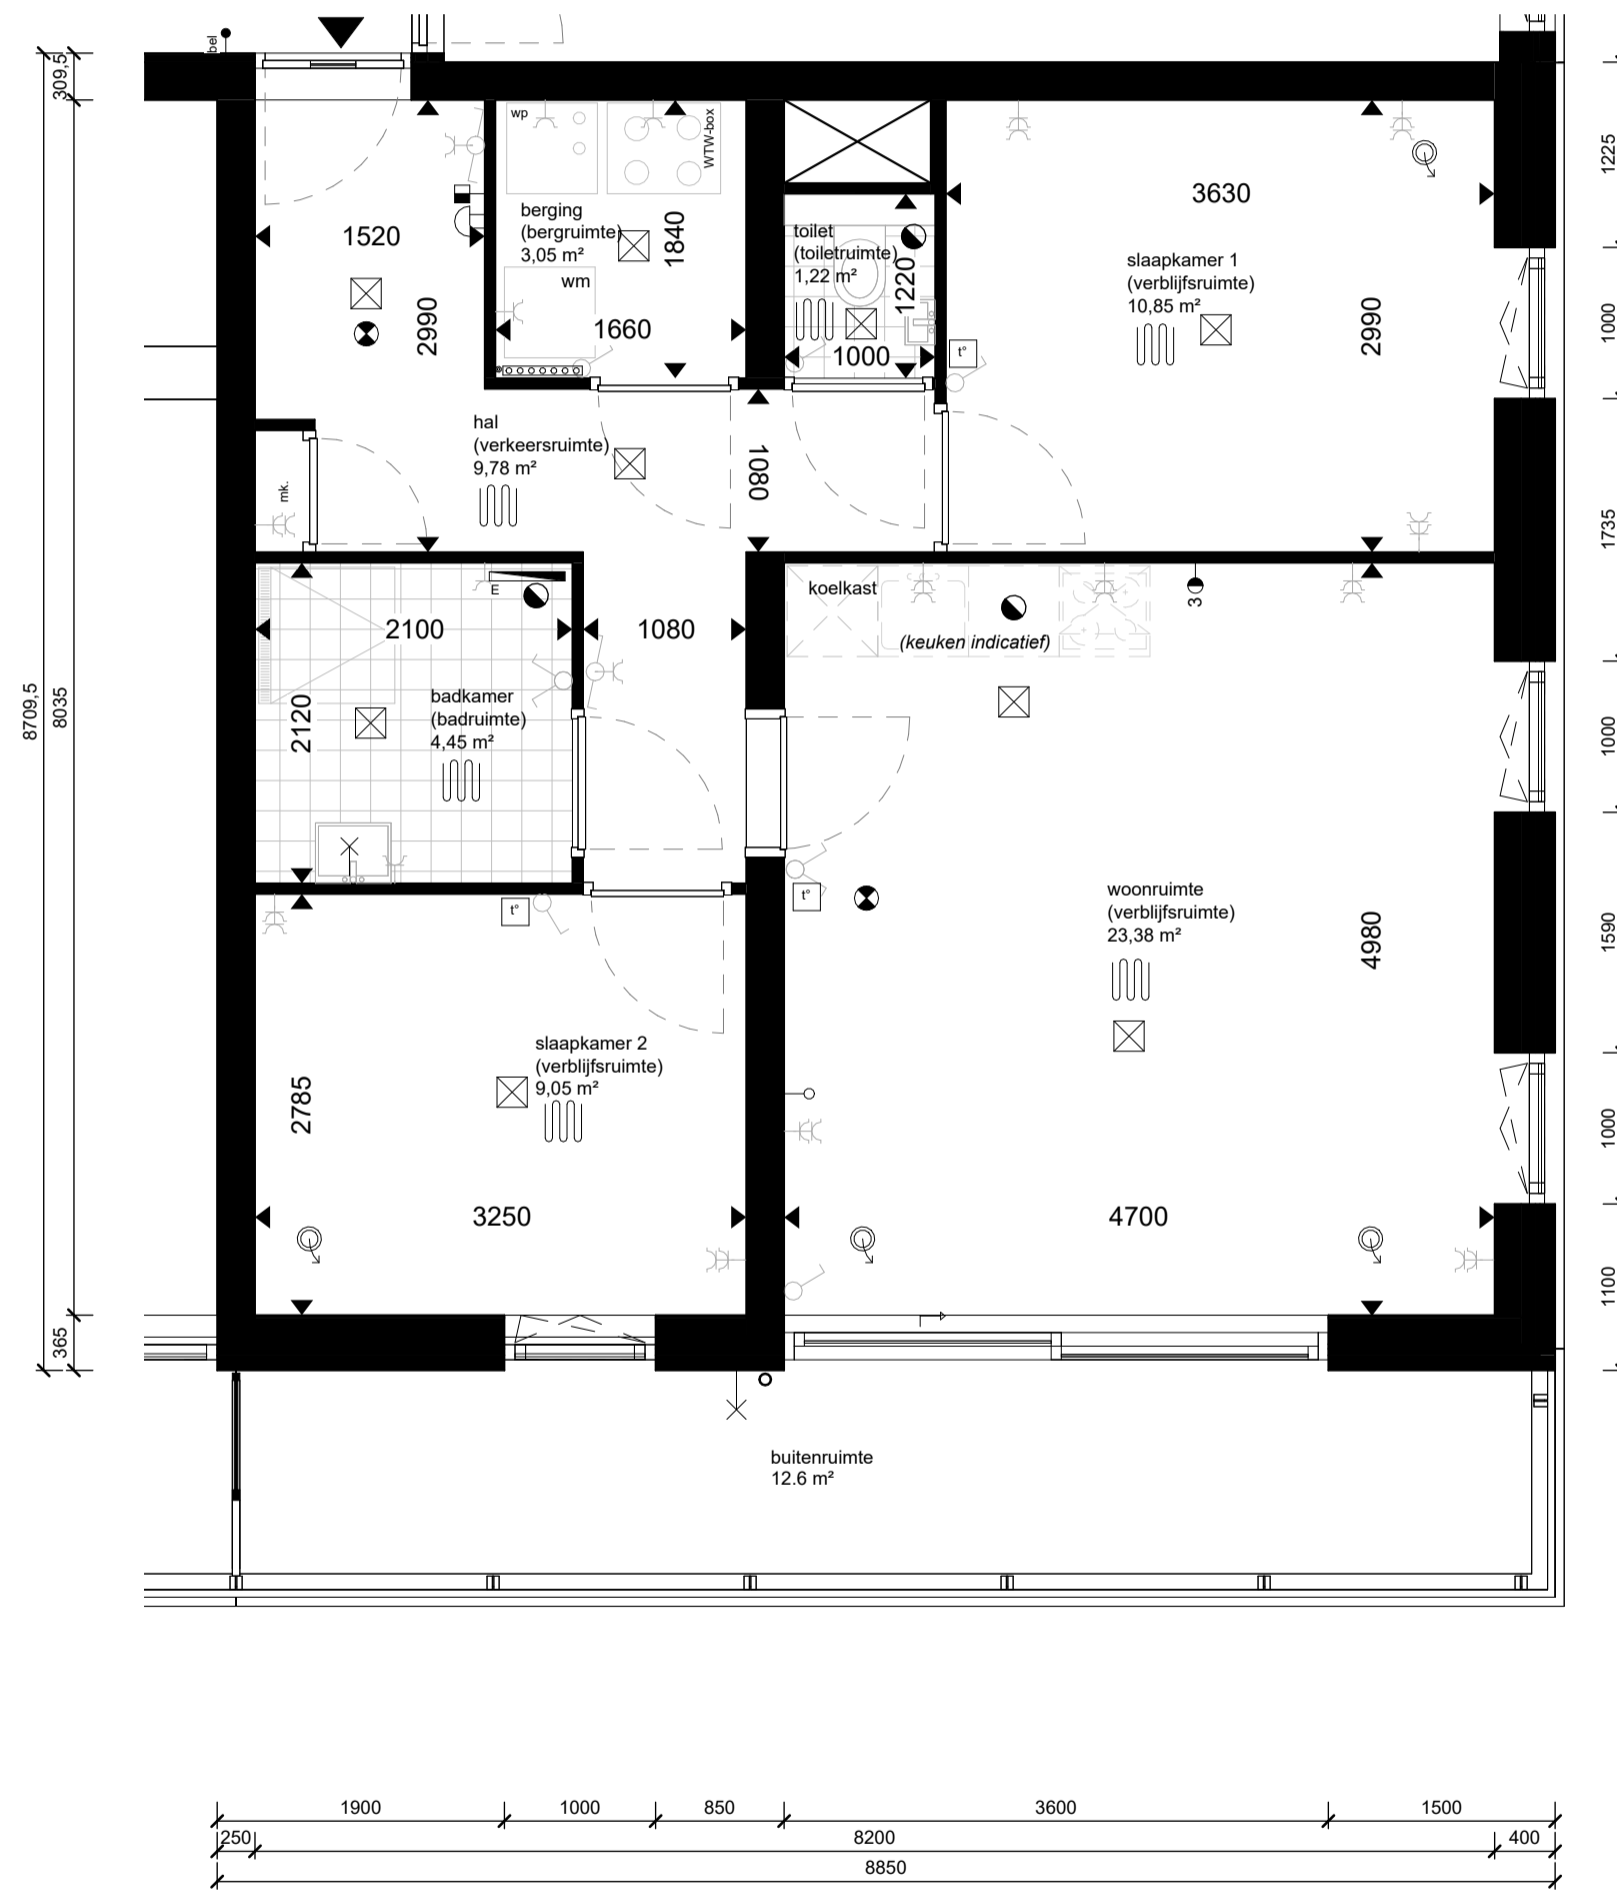 bel
309,5
wp
WTW-box
1225
3630
berging
(bergruimte)
3,05 m²
1840
1520
toilet
(toiletruimte)
1,22 m²
1220
slaapkamer 1
(verblijfsruimte)
10,85 m²
wm
2990
1660
1000
t°
2990
1000
hal
(verkeersruimte)
9,78 m²
1080
mk.
1735
koelkast
E
3
2100
1080
(keuken indicatief)
8709,5
8035
2120
badkamer
(badruimte)
4,45 m²
1000
t°
t°
woonruimte
(verblijfsruimte)
23,38 m²
4980
1590
slaapkamer 2
(verblijfsruimte)
9,05 m²
2785
1000
3250
4700
1100
365
buitenruimte
12.6 m²
1900
1000
850
3600
1500
250
8200
400
8850